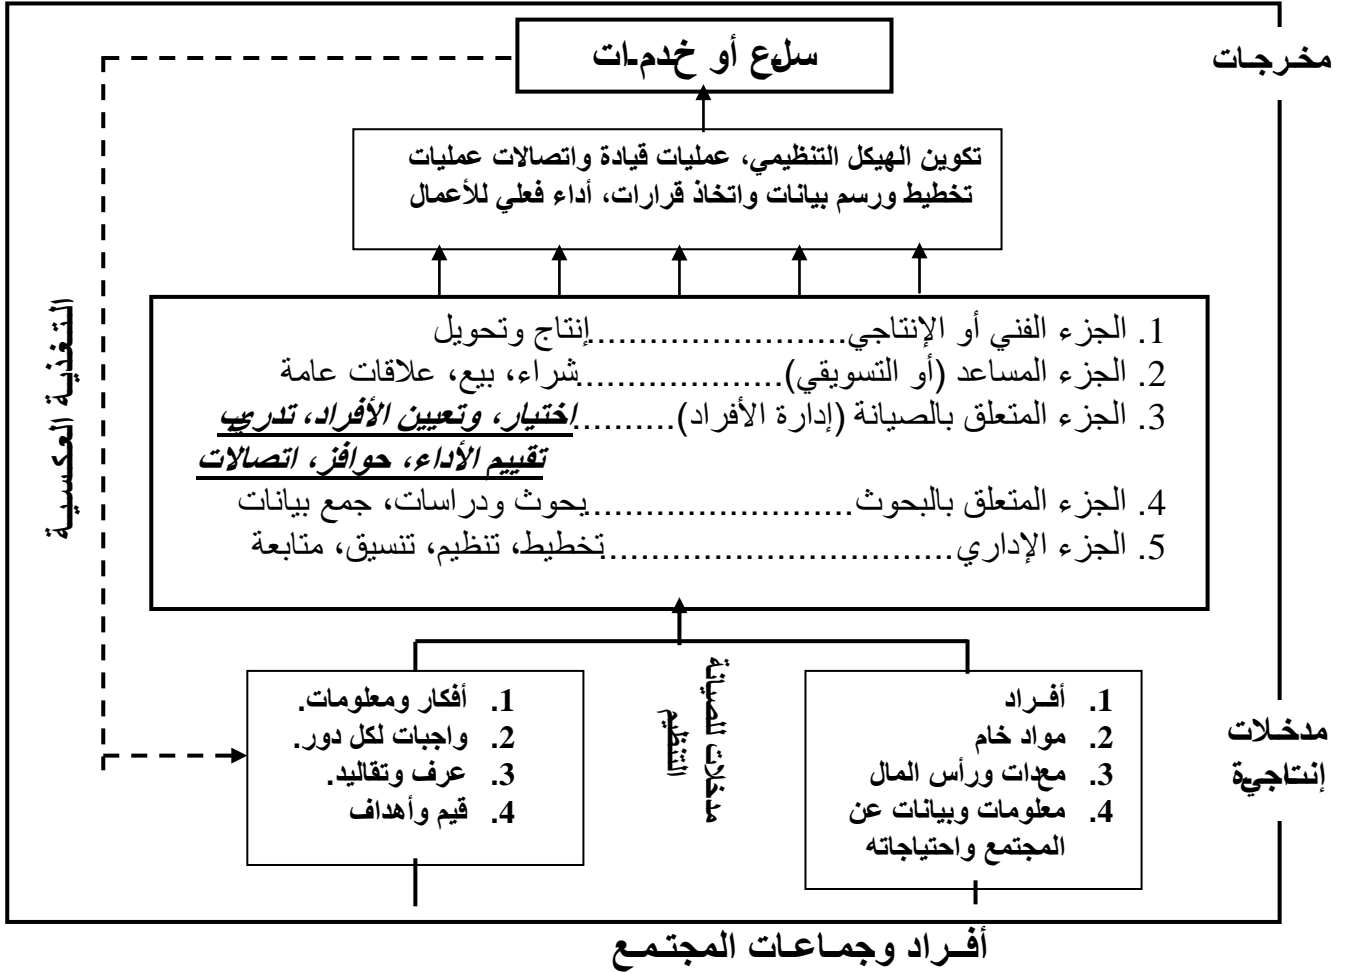 سلع أو خدمات
مخرجات
تكوين الهيكل التنظيمي، عمليات قيادة واتصالات عمليات
تخطيط ورسم بيانات واتخاذ قرارات، أداء فعلي للأعمال
التغذية العكسية
1. الجزء الفني أو الإنتاجي........................إنتاج وتحويل
2. الجزء المساعد (أو التسويقي)...................شراء، بيع، علاقات عامة
3. الجزء المتعلق بالصيانة (إدارة الأفراد)..........اختيار، وتعيين الأفراد، تدريب
تقييم الأداء، حوافز، اتصالات
4. الجزء المتعلق بالبحوث.........................بحوث ودراسات، جمع بيانات
5. الجزء الإداري.................................تخطيط، تنظيم، تنسيق، متابعة
1. أفراد
2. مواد خام
3. معدات ورأس المال
4. معلومات وبيانات عن
المجتمع واحتياجاته
مدخلات للصيانة
التنظيم
1. أفكار ومعلومات.
2. واجبات لكل دور.
3. عرف وتقاليد.
4. قيم وأهداف
مدخلات
إنتاجية
أفراد وجماعات المجتمع